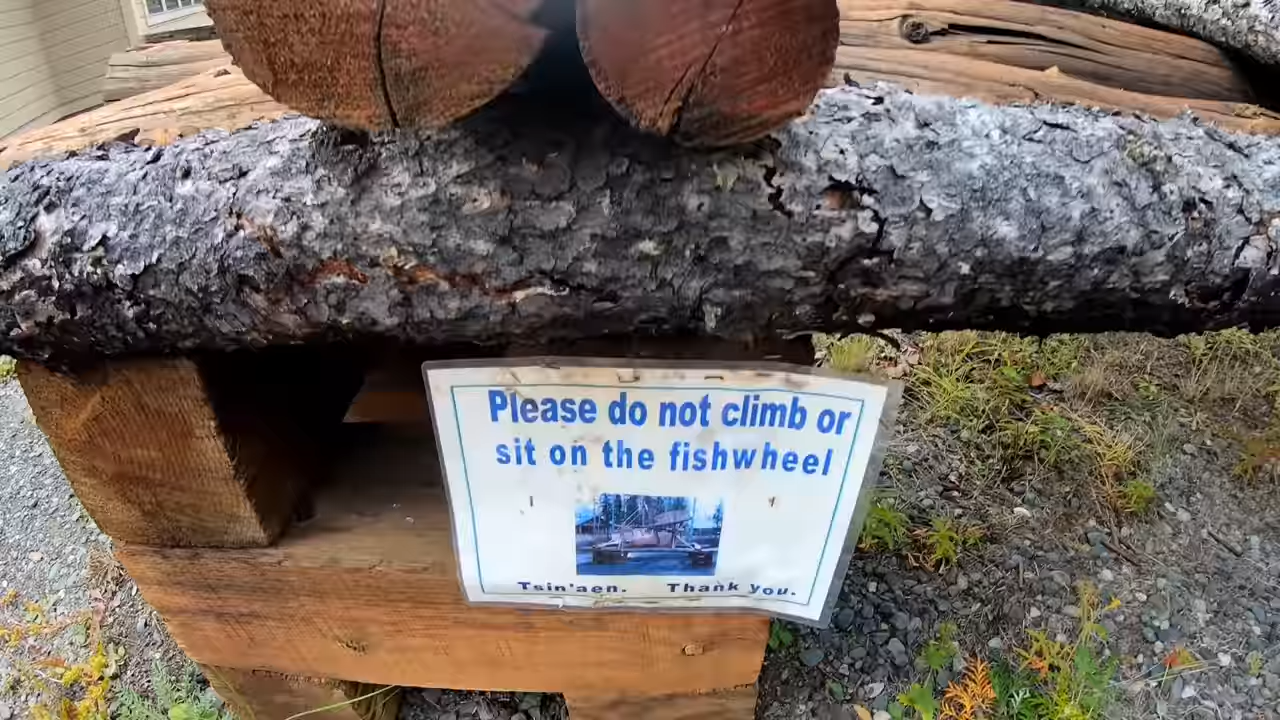 Please do not climb or
sit on the fishwheel
Tsin'aen. Thank you.